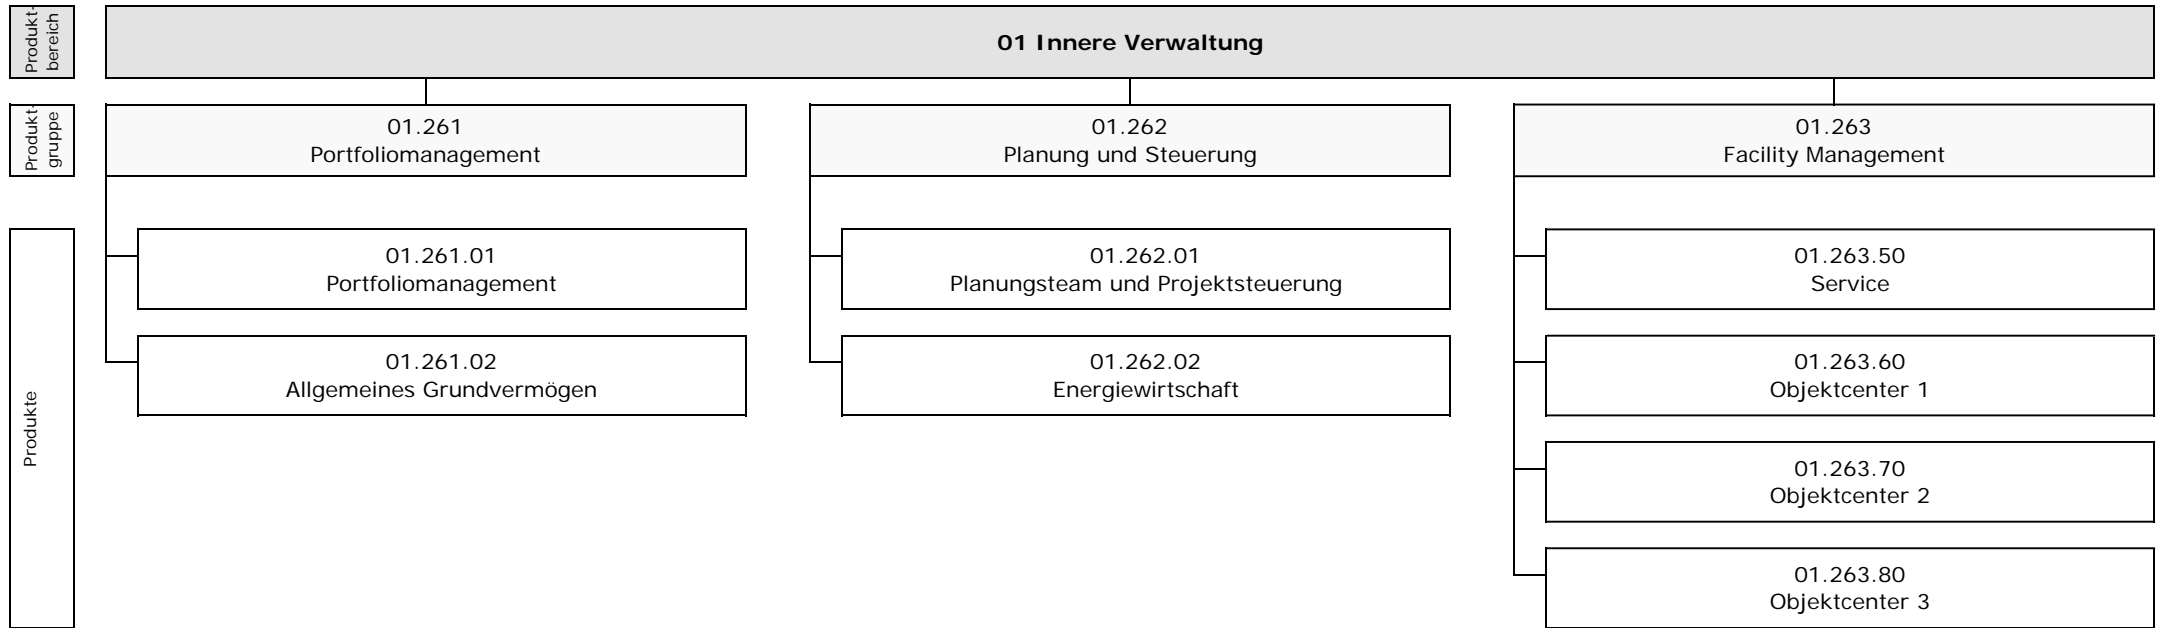 Produkt-
bereich
01 Innere Verwaltung
Produkt-
gruppe
01.261
Portfoliomanagement
01.262
Planung und Steuerung
01.263
Facility Management
Produkte
01.261.01
Portfoliomanagement
01.262.01
Planungsteam und Projektsteuerung
01.263.50
Service
01.261.02
Allgemeines Grundvermögen
01.262.02
Energiewirtschaft
01.263.60
Objektcenter 1
01.263.70
Objektcenter 2
01.263.80
Objektcenter 3